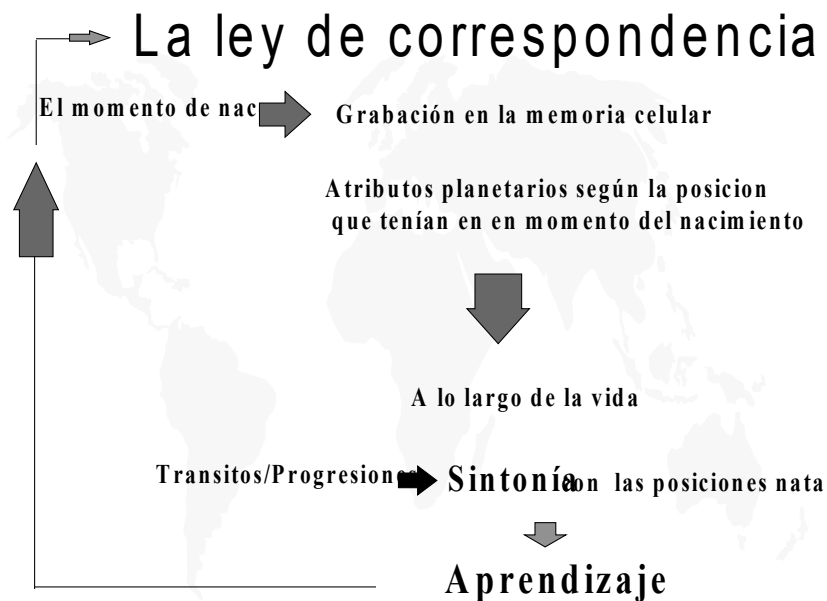 La ley de correspondencia
El momento de nac
Grabación en la memoria celular
Atributos planetarios según la posicion
que tenían en en momento del nacimiento
A lo largo de la vida
Transitos/Progresiones
Sintonía con las posiciones nata
Aprendizaje